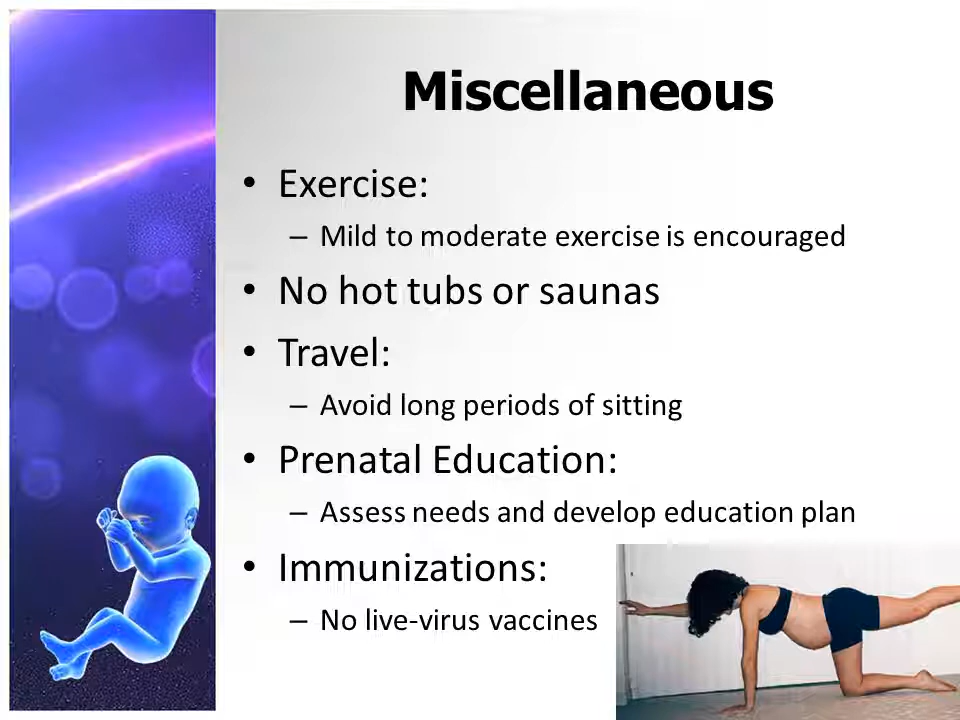 Miscellaneous
• Exercise:
– Mild to moderate exercise is encouraged
• No hot tubs or saunas
• Travel:
– Avoid long periods of sitting
• Prenatal Education:
– Assess needs and develop education plan
• Immunizations:
– No live-virus vaccines